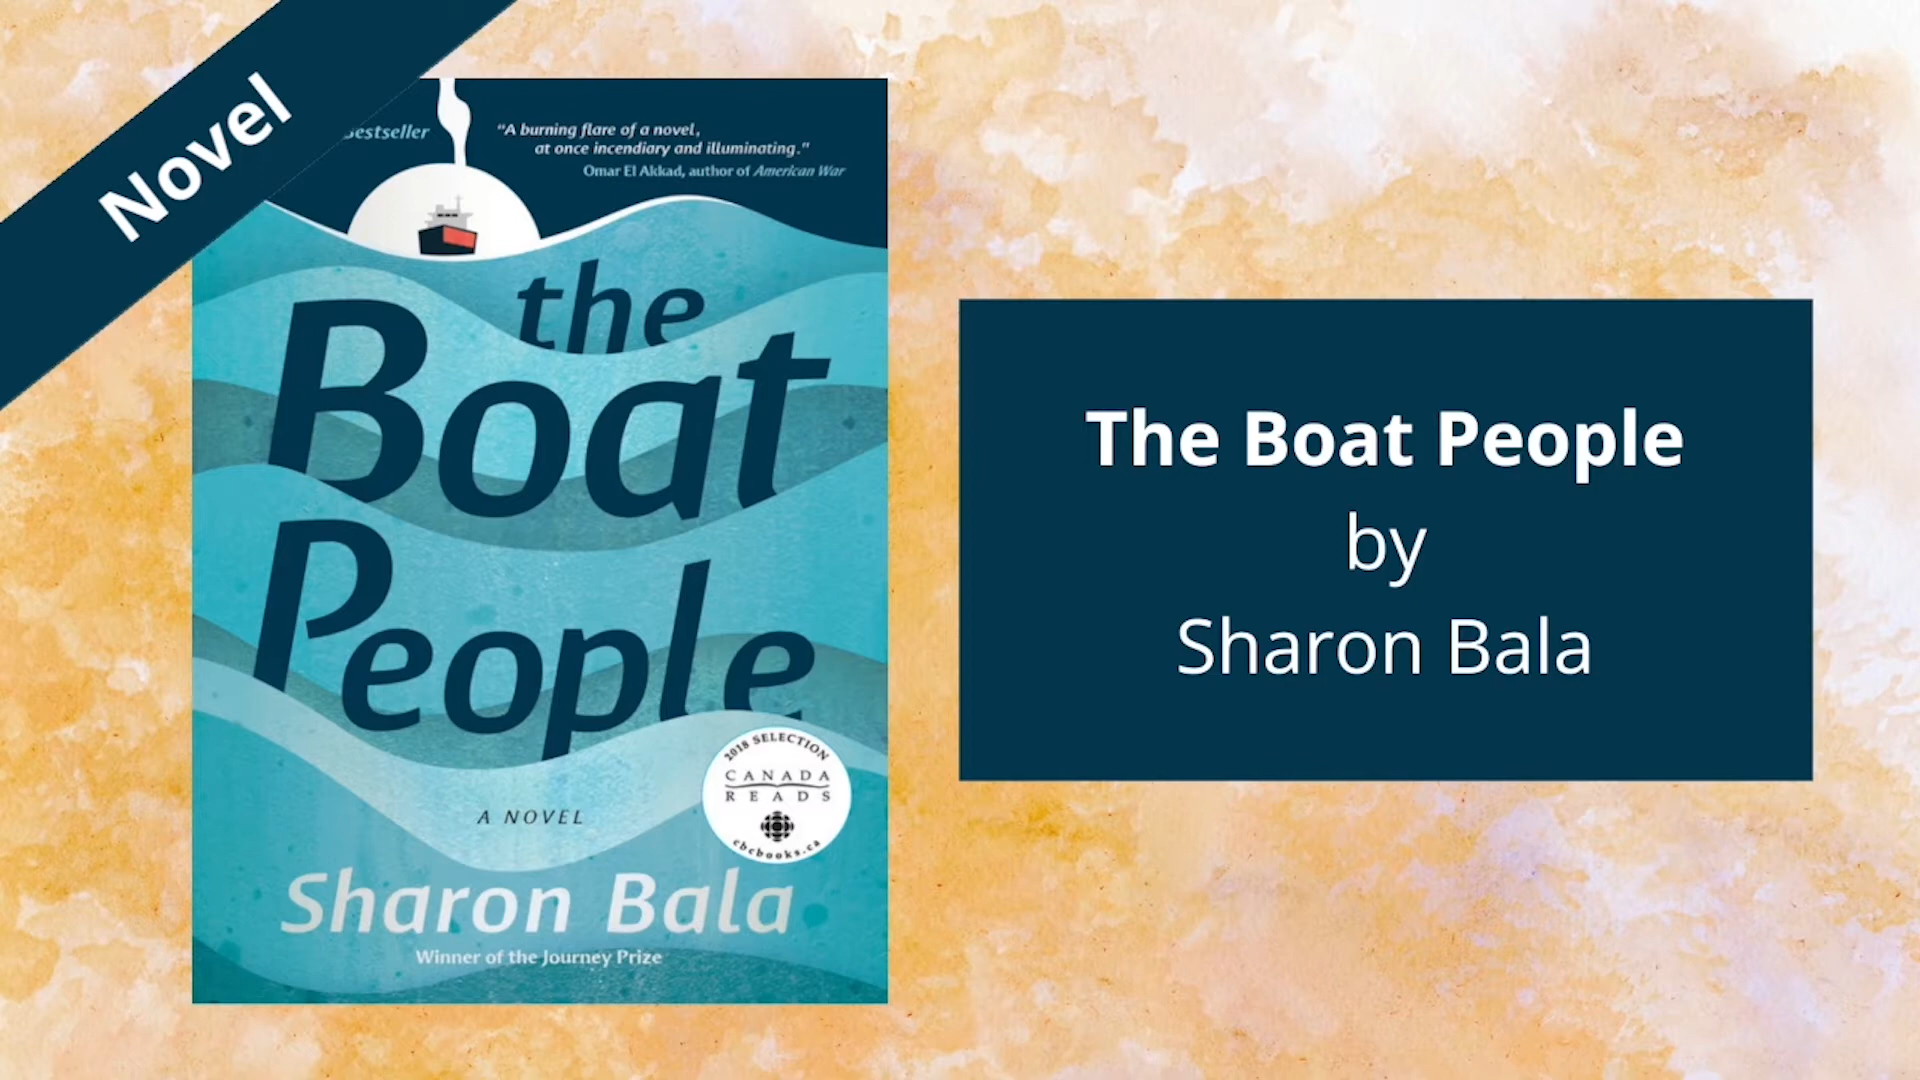 Novel
Bestseller
“A burning flare of a novel,
at once incendiary and illuminating.”
Omar El Akkad, author of American War
the
Boat
People
2018 SELECTION
CANADA
READS
cbcbooks.ca
A NOVEL
Sharon Bala
Winner of the Journey Prize
The Boat People
by
Sharon Bala